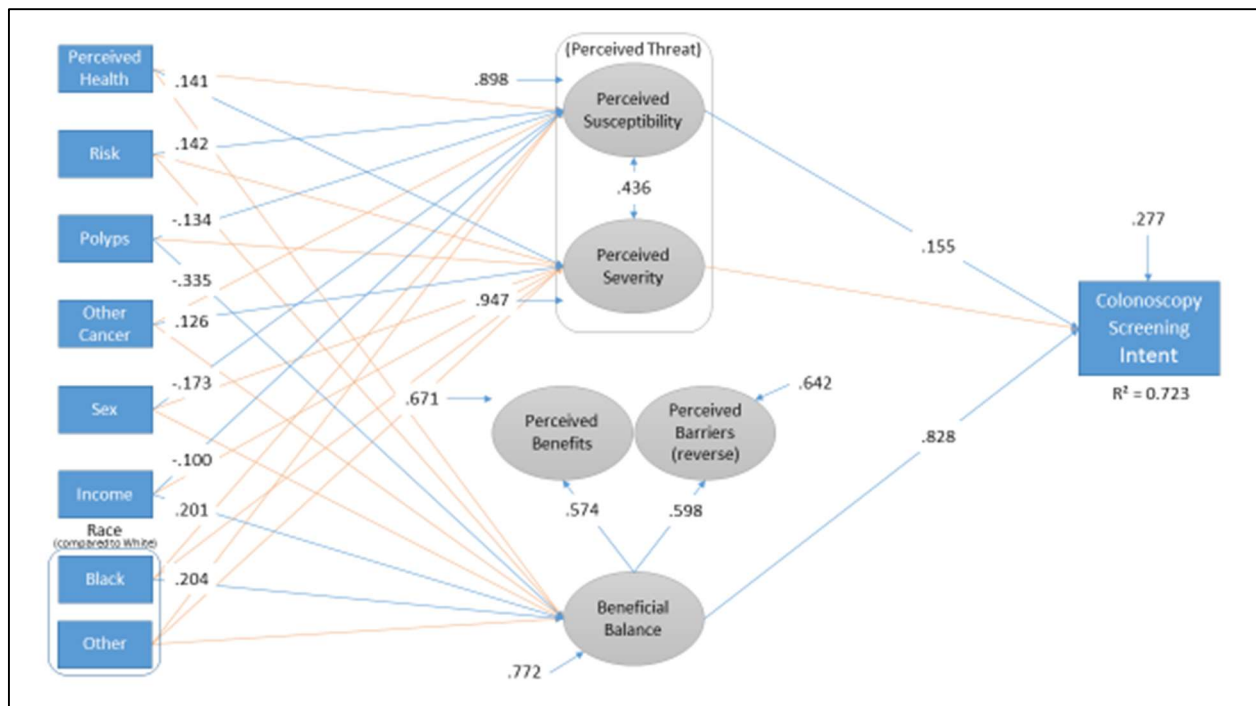 Perceived
Health
Risk
Polyps
Other
Cancer
Sex
Income
Race
(compared to White)
Black
Other
.141
.142
-.134
-.335
.126
-.173
-.100
.201
.204
(Perceived Threat)
.898
Perceived
Susceptibility
.436
Perceived
Severity
.947
.671
Perceived
Benefits
Perceived
Barriers
(reverse)
.642
.574
.598
Beneficial
Balance
.772
.155
.828
.277
Colonoscopy
Screening
Intent
R² = 0.723